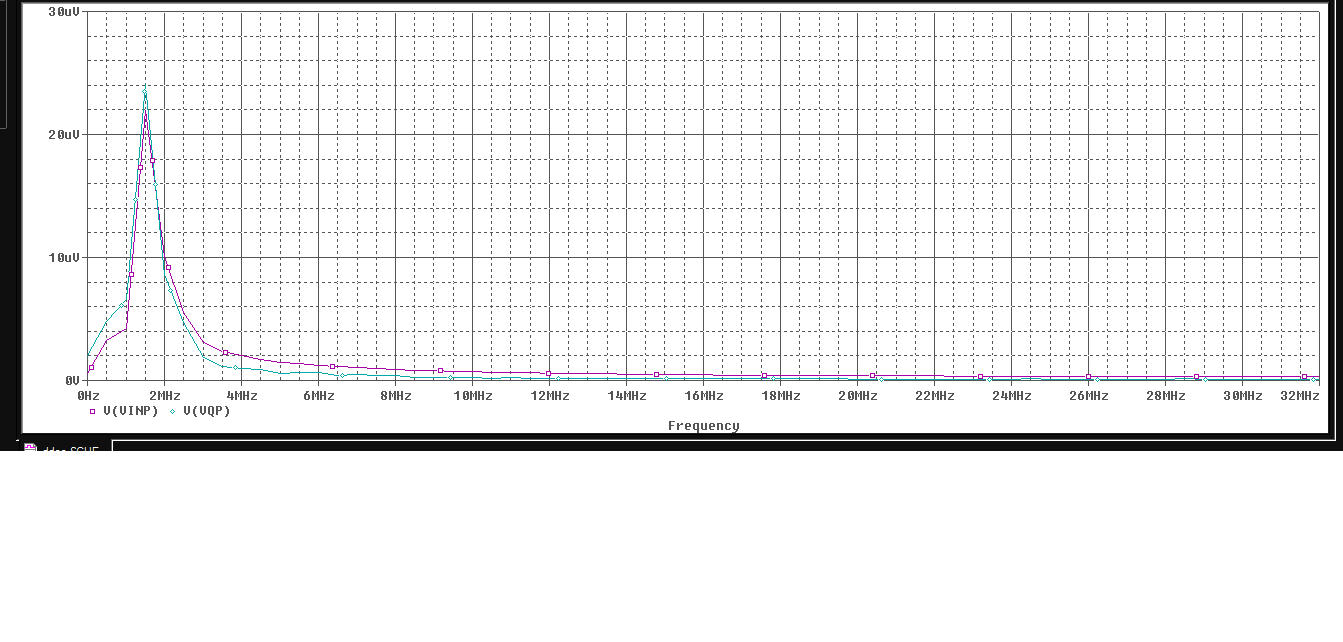 30uV
20uV
10uV
0V
0Hz 2MHz 4MHz 6MHz 8MHz 10MHz 12MHz 14MHz 16MHz 18MHz 20MHz 22MHz 24MHz 26MHz 28MHz 30MHz 32MHz
V(VINP) V(VQP)
Frequency